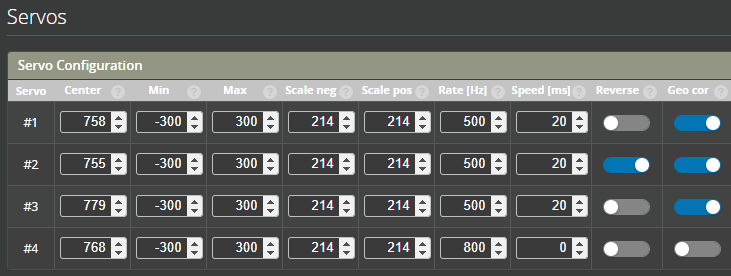 Servos
Servo Configuration
Servo Center ? Min ? Max ? Scale neg ? Scale pos ? Rate [Hz] ? Speed [ms] ? Reverse ? Geo cor ?
#1 758 -300 300 214 214 500 20
#2 755 -300 300 214 214 500 20
#3 779 -300 300 214 214 500 20
#4 768 -300 300 214 214 800 0